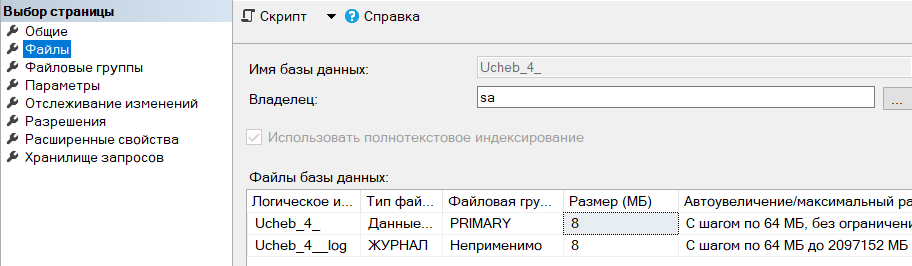 Выбор страницы
Общие
Файлы
Файловые группы
Параметры
Отслеживание изменений
Разрешения
Расширенные свойства
Хранилище запросов
Скрипт Справка
Имя базы данных: Ucheb_4_
Владелец: sa ...
Использовать полнотекстовое индексирование
Файлы базы данных:
Логическое и... Тип фай... Файловая гру... Размер (МБ) Автоувеличение/максимальный ра
Ucheb_4_ Данные... PRIMARY 8 С шагом по 64 МБ, без ограничен
Ucheb_4__log ЖУРНАЛ Неприменимо 8 С шагом по 64 МБ до 2097152 МБ